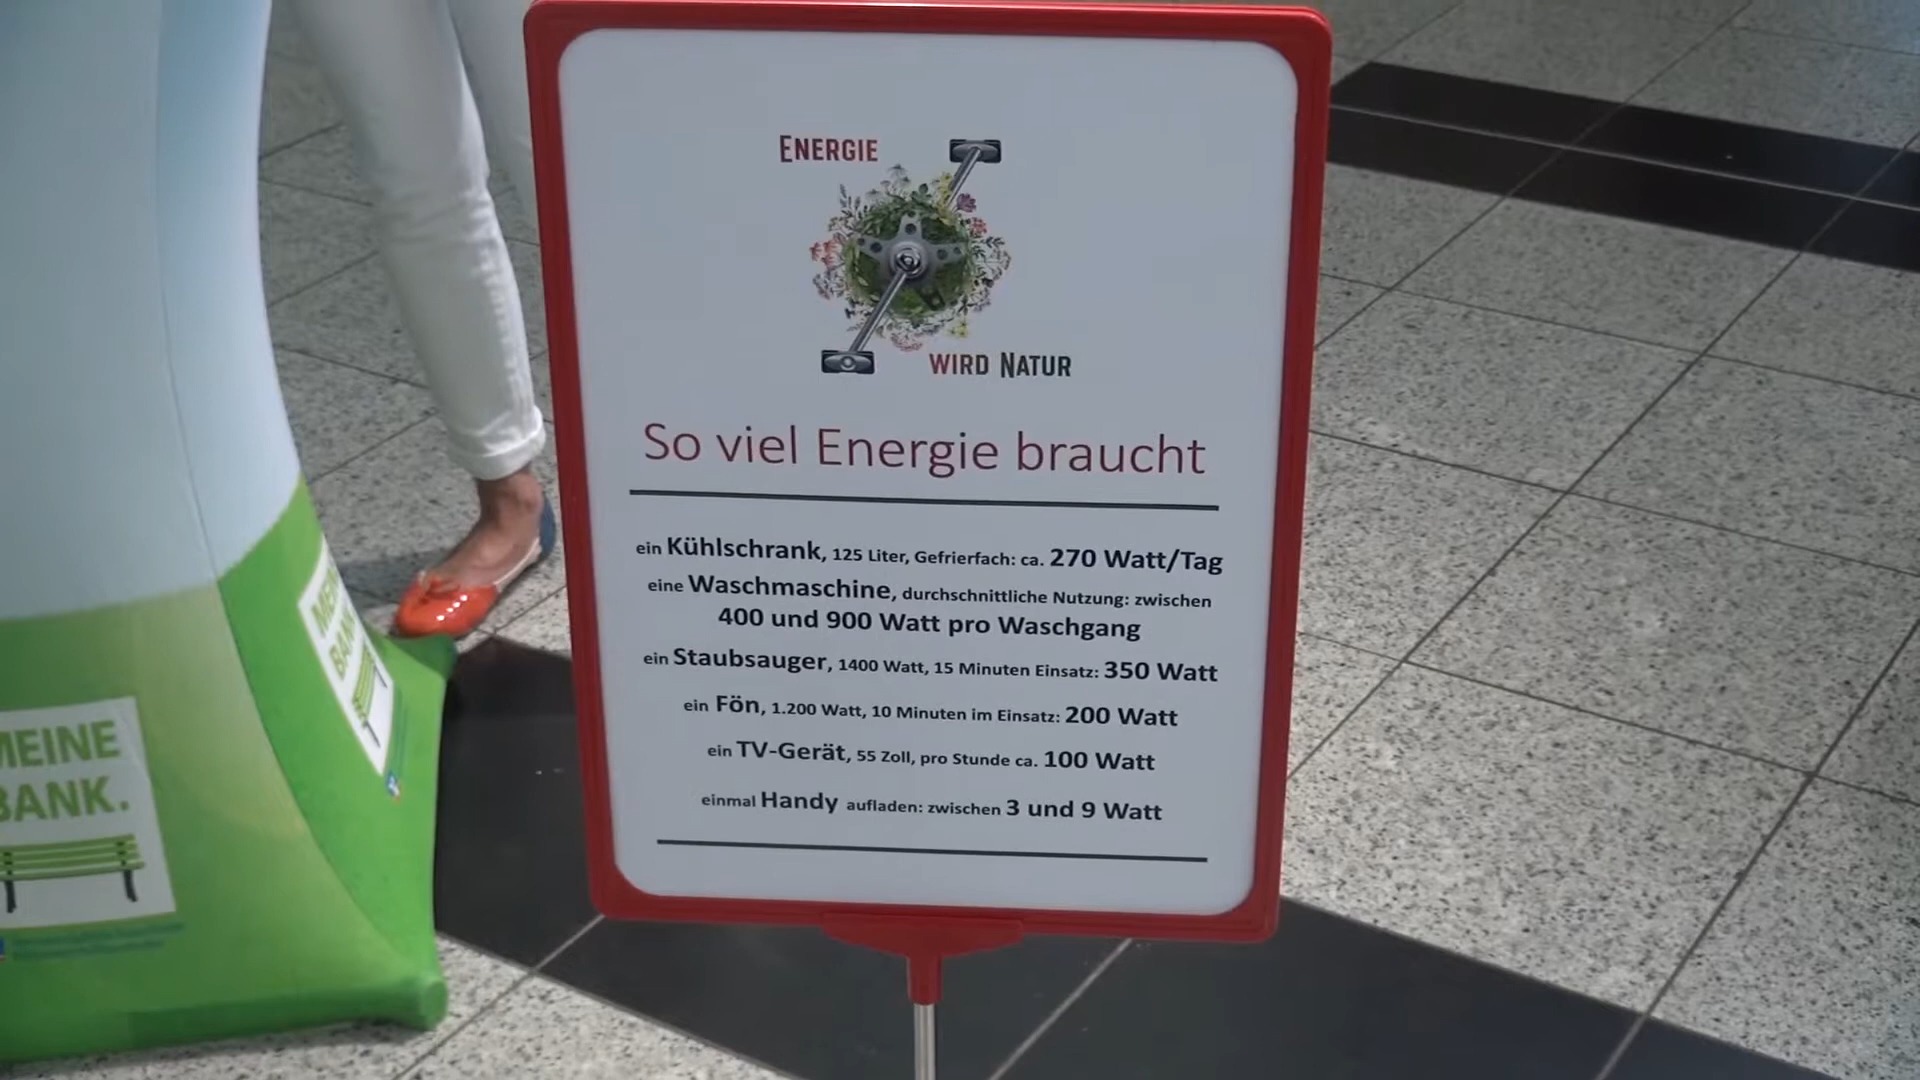 ENERGIE
WIRD NATUR
So viel Energie braucht
ein Kühlschrank, 125 Liter, Gefrierfach: ca. 270 Watt/Tag
eine Waschmaschine, durchschnittliche Nutzung: zwischen
400 und 900 Watt pro Waschgang
ein Staubsauger, 1400 Watt, 15 Minuten Einsatz: 350 Watt
ein Fön, 1.200 Watt, 10 Minuten im Einsatz: 200 Watt
ein TV-Gerät, 55 Zoll, pro Stunde ca. 100 Watt
einmal Handy aufladen: zwischen 3 und 9 Watt
MEINE
BANK.